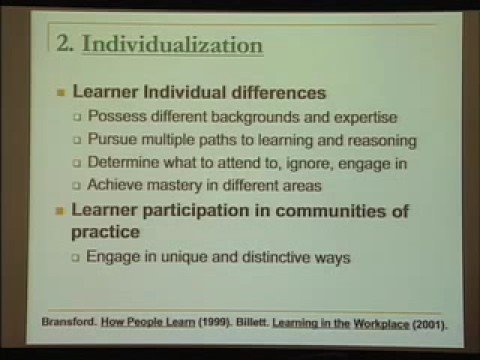 2. Individualization
Learner Individual differences
Possess different backgrounds and expertise
Pursue multiple paths to learning and reasoning
Determine what to attend to, ignore, engage in
Achieve mastery in different areas
Learner participation in communities of
practice
Engage in unique and distinctive ways
Bransford. How People Learn (1999). Billett. Learning in the Workplace (2001).